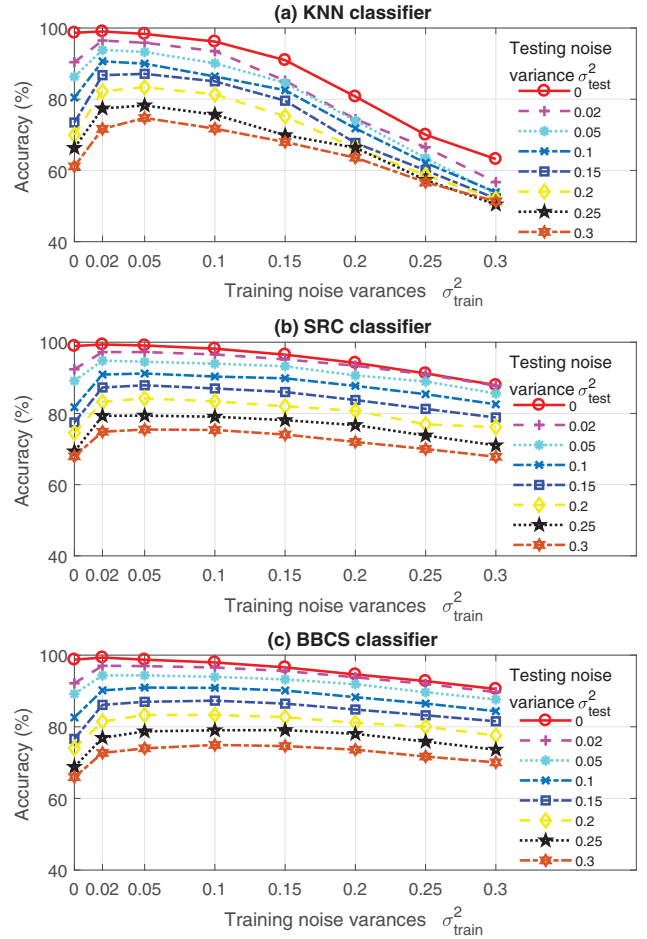 (a) KNN classifier
100
80
60
40
Accuracy (%)
0 0.02 0.05 0.1 0.15 0.2 0.25 0.3
Training noise varances σ²train
Testing noise
variance σ²test
0
0.02
0.05
0.1
0.15
0.2
0.25
0.3
(b) SRC classifier
100
80
60
40
Accuracy (%)
0 0.02 0.05 0.1 0.15 0.2 0.25 0.3
Training noise varances σ²train
Testing noise
variance σ²test
0
0.02
0.05
0.1
0.15
0.2
0.25
0.3
(c) BBCS classifier
100
80
60
40
Accuracy (%)
0 0.02 0.05 0.1 0.15 0.2 0.25 0.3
Training noise varances σ²train
Testing noise
variance σ²test
0
0.02
0.05
0.1
0.15
0.2
0.25
0.3